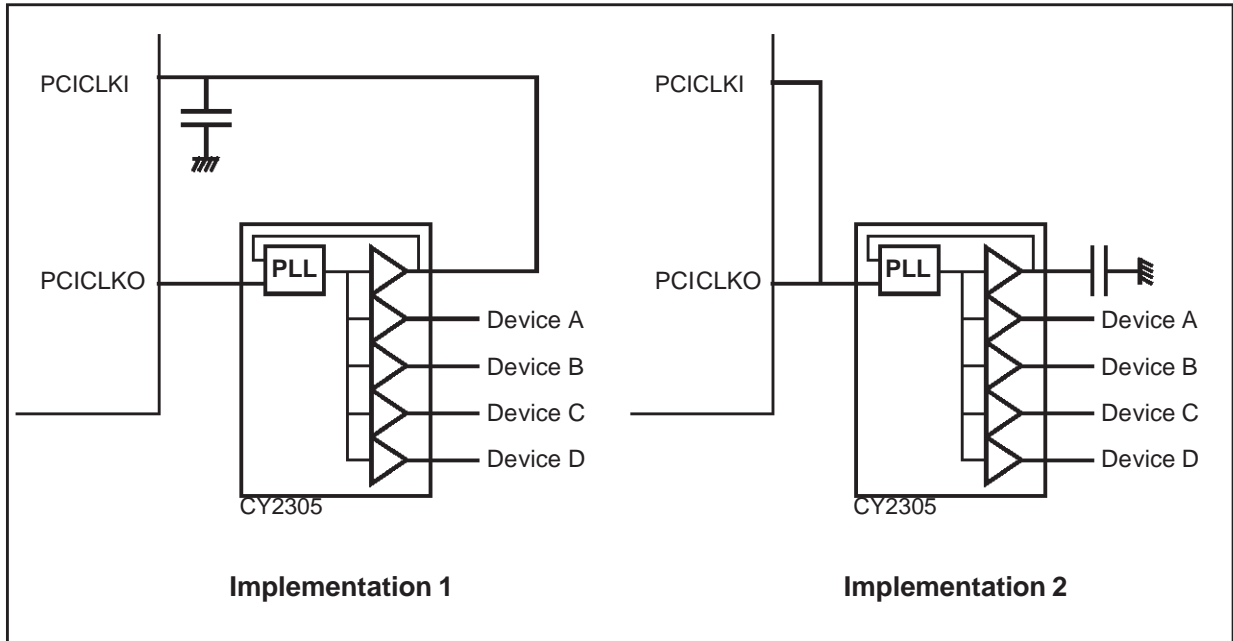 PCICLKI
PCICLKO
PLL
Device A
Device B
Device C
Device D
CY2305
Implementation 1
PCICLKI
PCICLKO
PLL
Device A
Device B
Device C
Device D
CY2305
Implementation 2